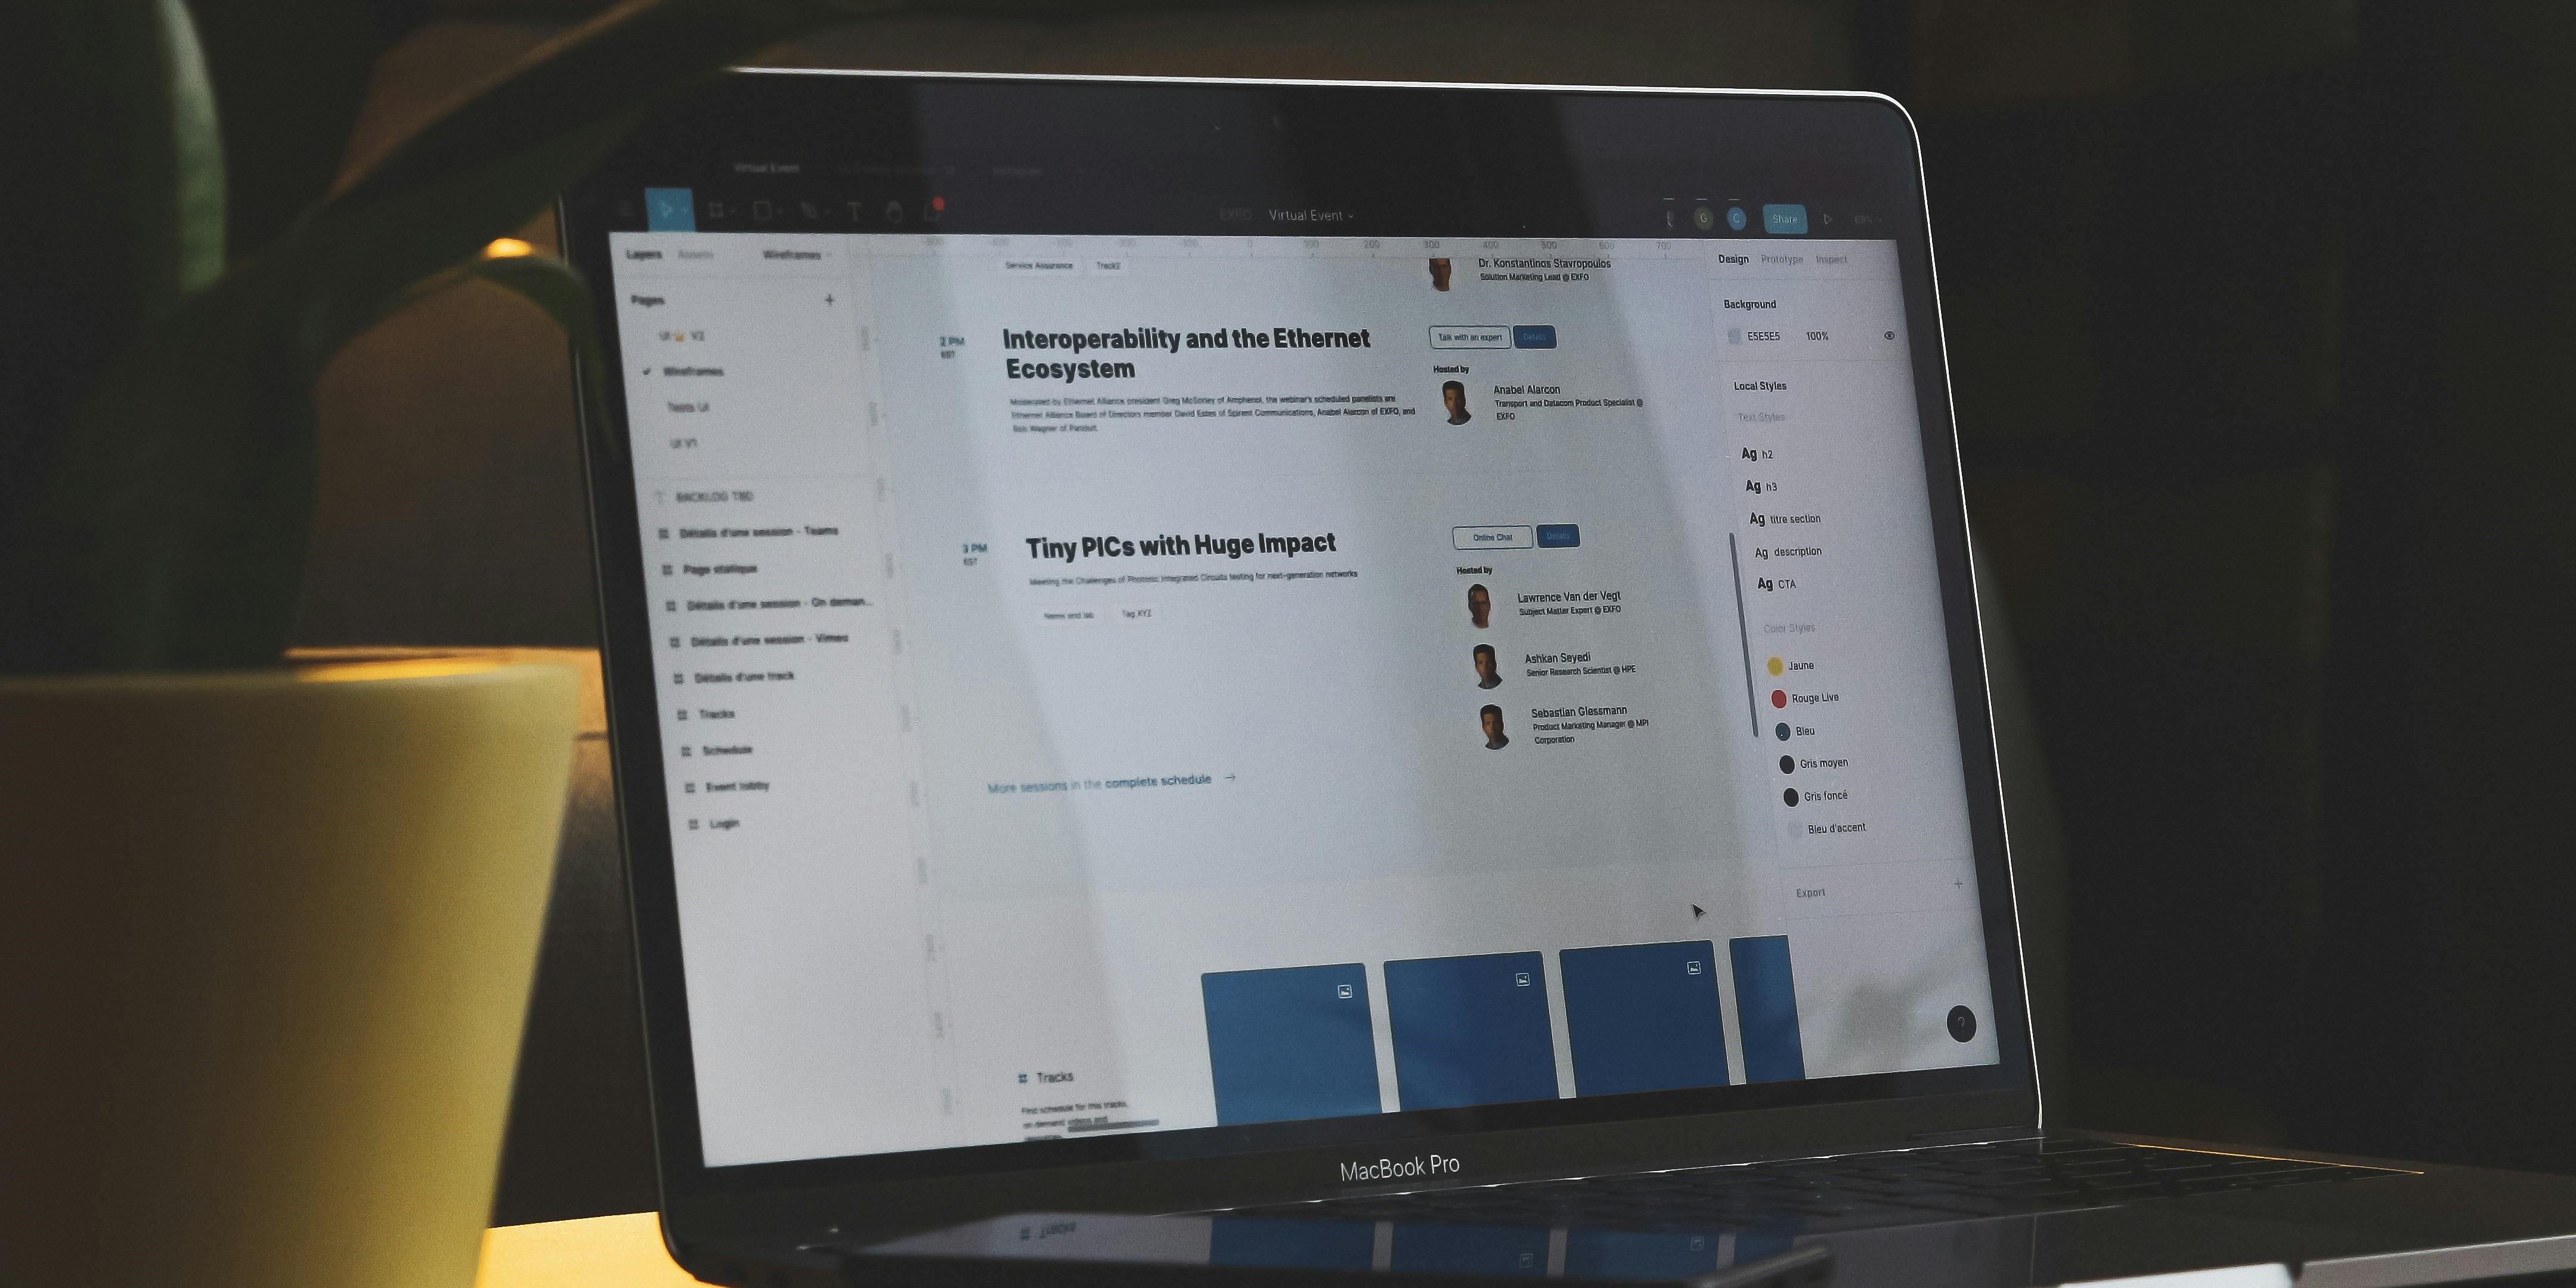 Virtual Event
EXFO Virtual Event
G
C
Share
69%
Layers Assets Wireframes
Pages
UI 👑 V2
Wireframes
Tests UI
UI V1
BACKLOG TBD
Détails d'une session - Teams
Page statique
Détails d'une session - On deman...
Détails d'une session - Vimeo
Détails d'une track
Tracks
Schedule
Event lobby
Login
100 200 300 400 500 600 700
Service Assurance Track2
Dr. Konstantinos Stavropoulos
Solution Marketing Lead @ EXFO
2 PM
EST
Interoperability and the Ethernet
Ecosystem
Moderated by Ethernet Alliance president Greg McSorley of Amphenol, the webinar's scheduled panelists are
Ethernet Alliance Board of Directors member David Estes of Spirent Communications, Anabel Alarcon of EXFO, and
Rob Wagner of Panduit.
Talk with an expert Details
Hosted by
Anabel Alarcon
Transport and Datacom Product Specialist @
EXFO
3 PM
EST
Tiny PICs with Huge Impact
Meeting the Challenges of Photonic Integrated Circuits testing for next-generation networks
Tag XYZ
Online Chat Details
Hosted by
Lawrence Van der Vegt
Subject Matter Expert @ EXFO
Ashkan Seyedi
Senior Research Scientist @ HPE
Sebastian Giessmann
Product Marketing Manager @ MPI
Corporation
More sessions in the complete schedule →
Tracks
Find schedule for this tracks,
on demand videos and
Design Prototype Inspect
Background
E5E5E5 100%
Local Styles
Text Styles
Ag h2
Ag h3
Ag titre section
Ag description
Ag CTA
Color Styles
Jaune
Rouge Live
Bleu
Gris moyen
Gris foncé
Bleu d'accent
Export +
?
MacBook Pro